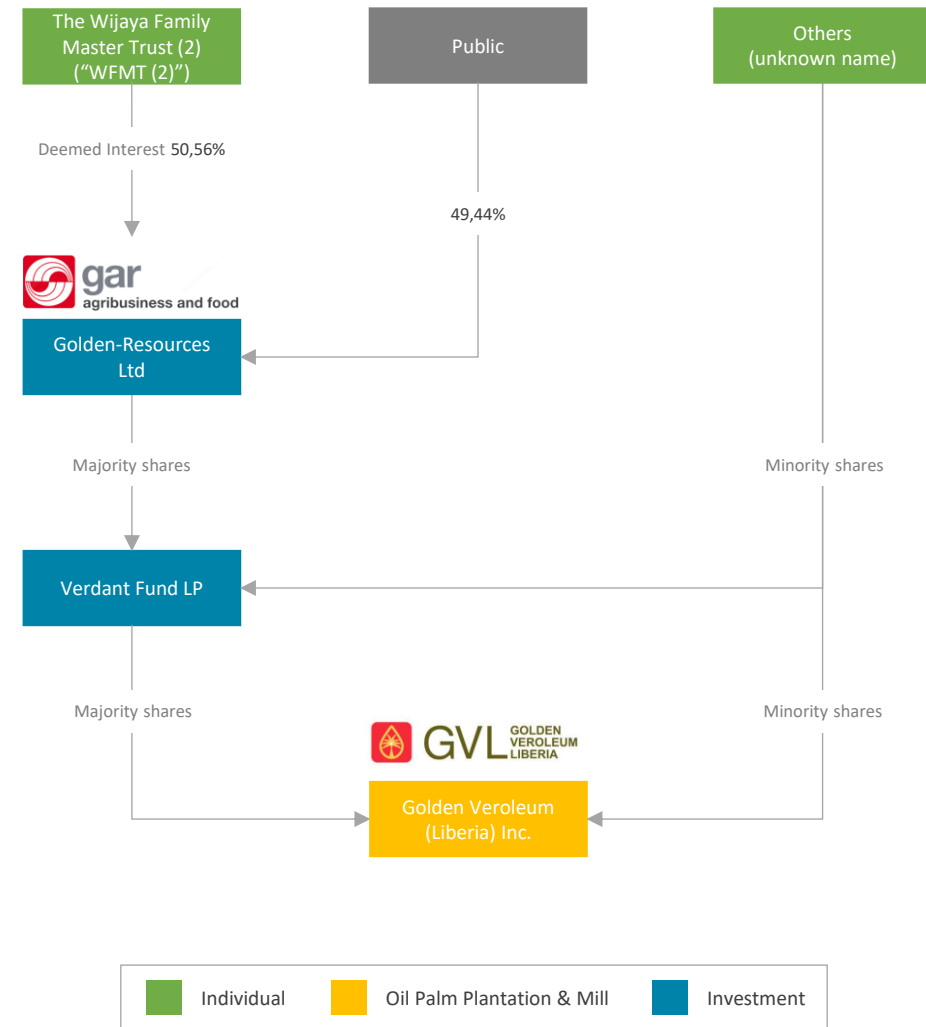 The Wijaya Family
Master Trust (2)
(“WFMT (2)”)
Public
Others
(unknown name)
Deemed Interest 50,56%
49,44%
gar
agribusiness and food
Golden-Resources
Ltd
Majority shares
Minority shares
Verdant Fund LP
Majority shares
Minority shares
GVL
GOLDEN
VEROLEUM
LIBERIA
Golden Veroleum
(Liberia) Inc.
Individual
Oil Palm Plantation & Mill
Investment